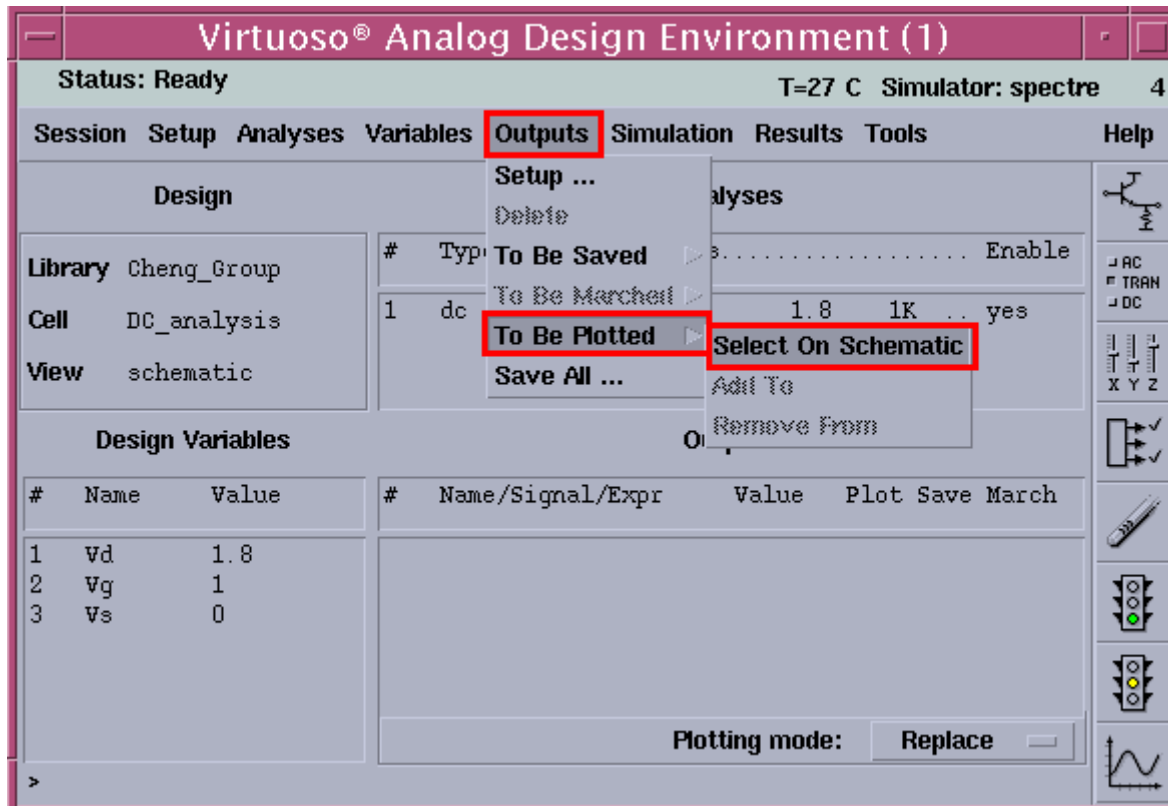 Virtuoso® Analog Design Environment (1)
Status: Ready T=27 C Simulator: spectre 4
Session Setup Analyses Variables Outputs Simulation Results Tools Help
Design
Setup ...
alyses
Delete
Library Cheng_Group
# Typ To Be Saved s.................. Enable
AC
TRAN
DC
To Be Marched
Cell DC_analysis
1 dc 1.8 1K .. yes
To Be Plotted
Select On Schematic
View schematic
Save All ...
Add To
X Y Z
Remove From
Design Variables
# Name Value
# Name/Signal/Expr Value Plot Save March
1 Vd 1.8
2 Vg 1
3 Vs 0
Plotting mode: Replace
>